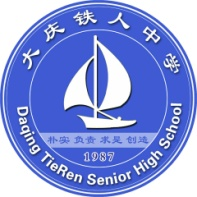 大庆铁人中学
朴实 负责 求是 创造
1987
Daqing TieRen Senior High School